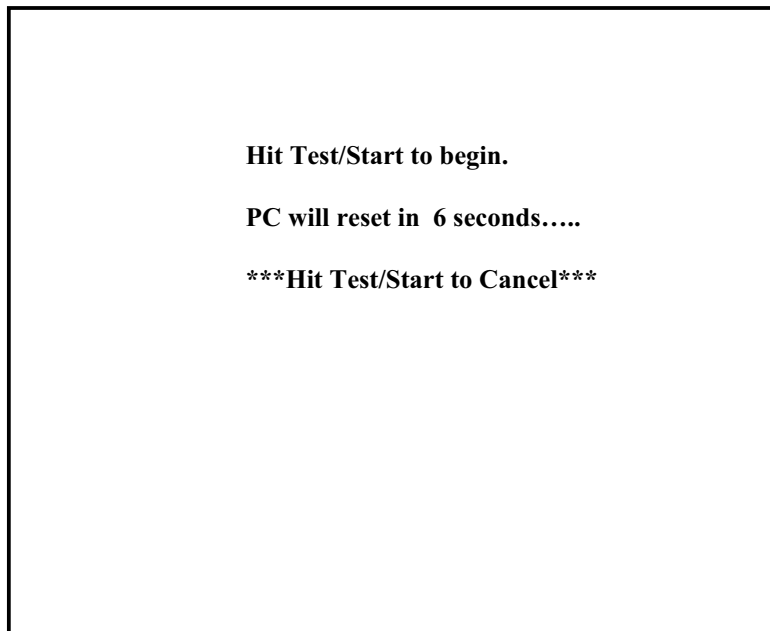 Hit Test/Start to begin.
PC will reset in  6 seconds…..
***Hit Test/Start to Cancel***